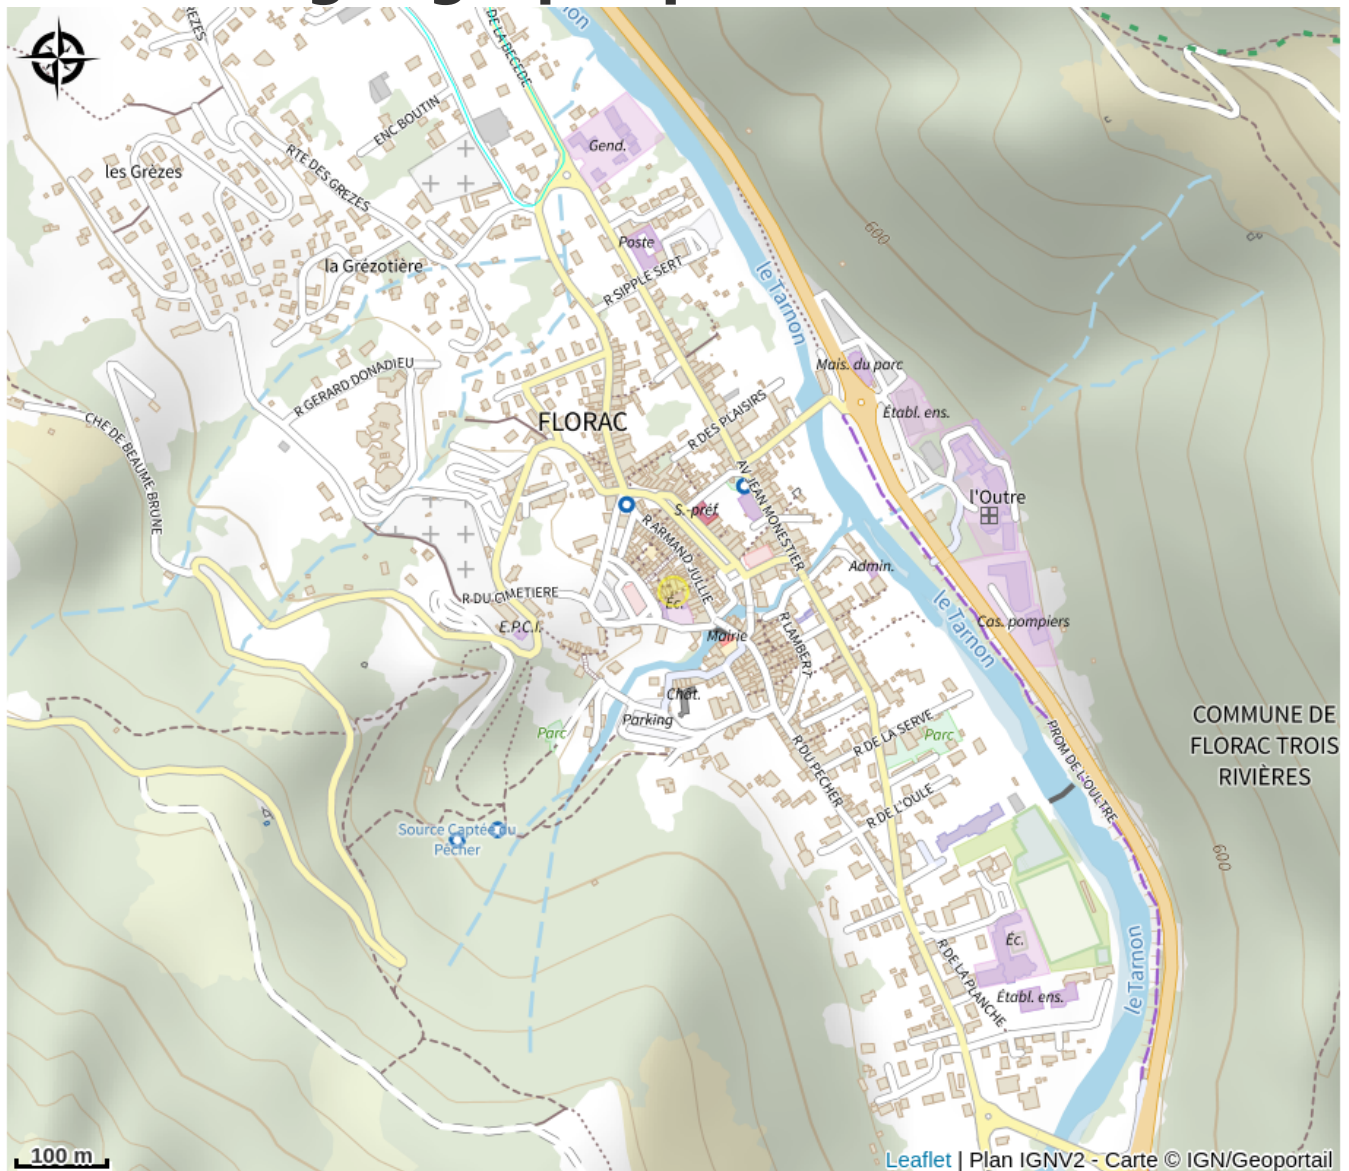 GREZES
DE LA BECEDE
ENC BOUTIN
Gend.
RTE DES GREZES
les Grèzes
600
Poste
la Grézotière
R SIPPLE SERT
le Tarnon
Mais. du parc
R GERARD DONADIEU
Établ. ens.
FLORAC
R DES PLAISIRS
CHE DE BEAUME BRUNE
AV JEAN MONESTIER
l'Outre
S.-préf.
R ARMAND JULLIE
Admin.
R DU CIMETIERE
Éc.
le Tarnon
E.P.C.I.
Mairie
R LAMBERT
Cas. pompiers
Chât.
Parking
Parc
R DE LA SERVE
Parc
COMMUNE DE
FLORAC TROIS
RIVIÈRES
PROM DE L'OULTRE
R DU PECHER
R DE L'OULE
Source Captée du
Pêcher
600
Éc.
R DE LA PLANCHE
Établ. ens.
le Tarnon
100 m
Leaflet | Plan IGNV2 - Carte © IGN/Geoportail